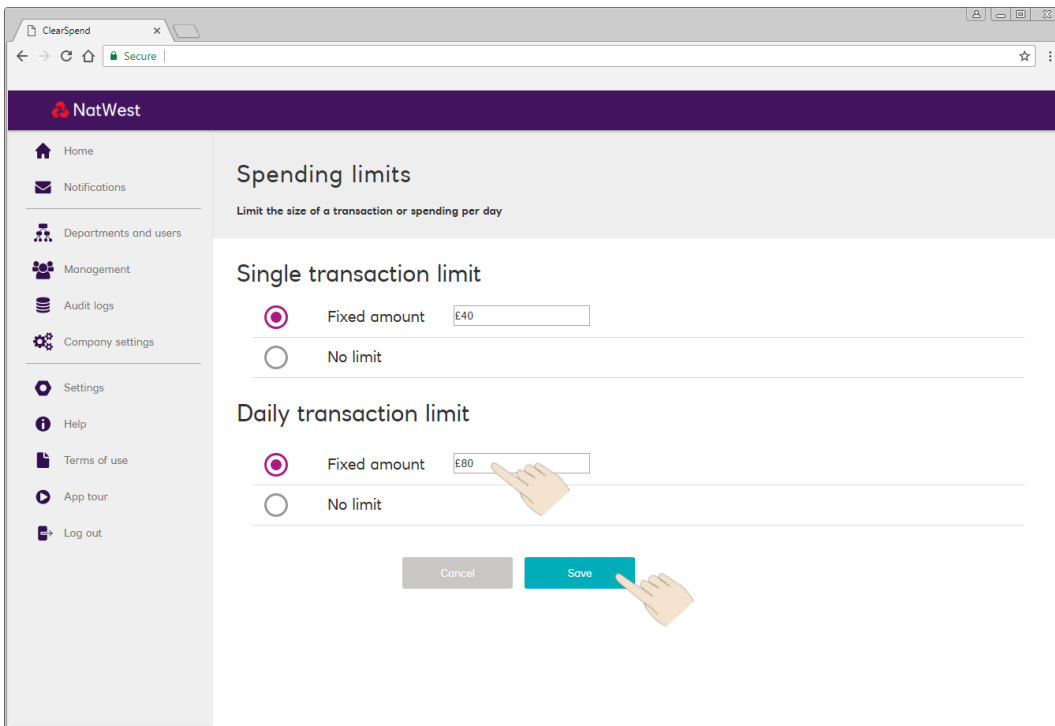 ClearSpend
Secure
NatWest
Home
Notifications
Departments and users
Management
Audit logs
Company settings
Settings
Help
Terms of use
App tour
Log out
Spending limits
Limit the size of a transaction or spending per day
Single transaction limit
Fixed amount £40
No limit
Daily transaction limit
Fixed amount £80
No limit
Cancel Save